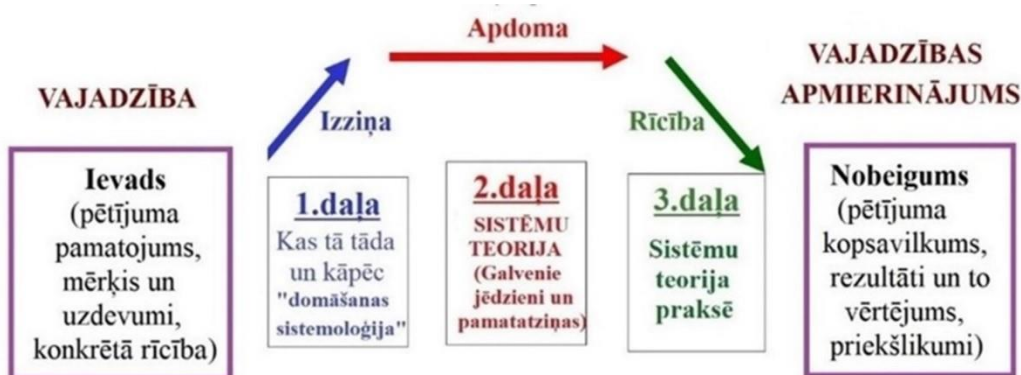 Apdoma
VAJADZĪBA
VAJADZĪBAS
APMIERINĀJUMS
Izziņa
Rīcība
Ievads
(pētījuma
pamatojums,
mērķis un
uzdevumi,
konkrētā rīcība)
1.daļa
Kas tā tāda
un kāpēc
"domāšanas
sistemoloģija"
2.daļa
SISTĒMU
TEORIJA
(Galvenie
jēdzieni un
pamatatziņas)
3.daļa
Sistēmu
teorija
praksē
Nobeigums
(pētījuma
kopsavilkums,
rezultāti un to
vērtējums,
priekšlikumi)